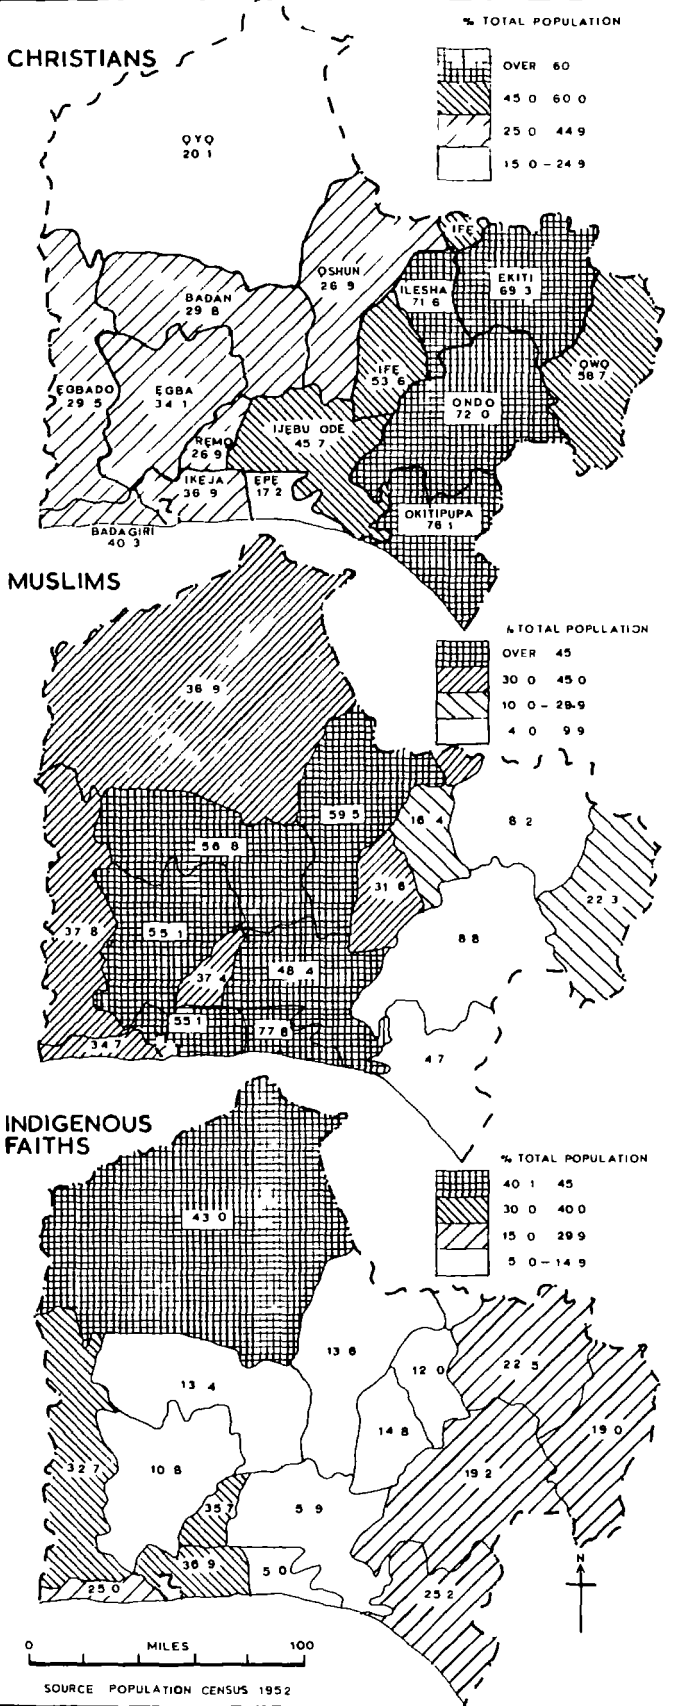 % TOTAL POPULATION
CHRISTIANS
OVER 60
45 0 60 0
25 0 44 9
15 0 – 24 9
ỌYỌ
20 1
IFE
ỌSHUN
26 9
ILESHA
71 6
EKITI
69 3
BADAN
29 8
IFE
53 6
ỌWỌ
58 7
ẸGBADO
29 5
ẸGBA
34 1
ONDO
72 0
IJẸBU ODE
45 7
RẸMO
26 9
IKEJA
36 9
EPE
17 2
OKITIPUPA
76 1
BADAGIRI
40 3
MUSLIMS
% TOTAL POPULATION
OVER 45
30 0 45 0
10 0 – 29 9
4 0 9 9
36 9
59 5
16 4
8 2
56 8
31 6
22 3
37 8
55 1
8 8
48 4
37 4
55 1
77 8
34 7
4 7
INDIGENOUS
FAITHS
% TOTAL POPULATION
40 1 45
30 0 40 0
15 0 29 9
5 0 – 14 9
43 0
13 6
12 0
22 5
13 4
14 8
19 0
32 7
10 8
19 2
35 7
5 9
36 9
5 0
25 0
25 2
N
0 MILES 100
SOURCE POPULATION CENSUS 1952